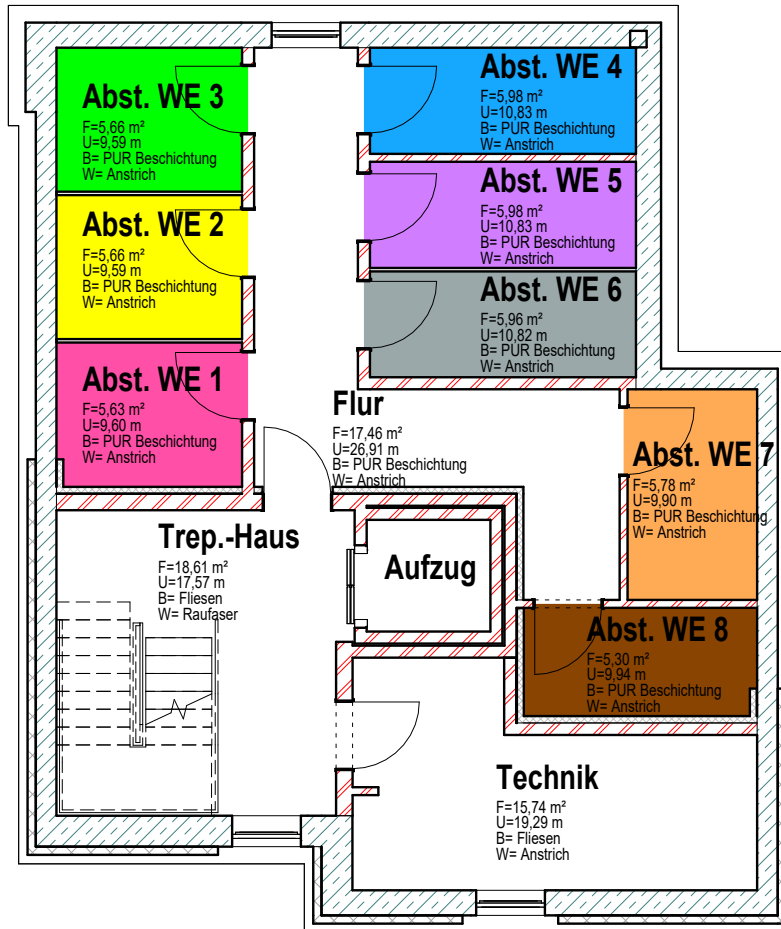 Abst. WE 3
F=5,66 m²
U=9,59 m
B= PUR Beschichtung
W= Anstrich
Abst. WE 4
F=5,98 m²
U=10,83 m
B= PUR Beschichtung
W= Anstrich
Abst. WE 2
F=5,66 m²
U=9,59 m
B= PUR Beschichtung
W= Anstrich
Abst. WE 5
F=5,98 m²
U=10,83 m
B= PUR Beschichtung
W= Anstrich
Abst. WE 6
F=5,96 m²
U=10,82 m
B= PUR Beschichtung
W= Anstrich
Abst. WE 1
F=5,63 m²
U=9,60 m
B= PUR Beschichtung
W= Anstrich
Flur
F=17,46 m²
U=26,91 m
B= PUR Beschichtung
W= Anstrich
Abst. WE 7
F=5,78 m²
U=9,90 m
B= PUR Beschichtung
W= Anstrich
Trep.-Haus
F=18,61 m²
U=17,57 m
B= Fliesen
W= Raufaser
Aufzug
Abst. WE 8
F=5,30 m²
U=9,94 m
B= PUR Beschichtung
W= Anstrich
Technik
F=15,74 m²
U=19,29 m
B= Fliesen
W= Anstrich